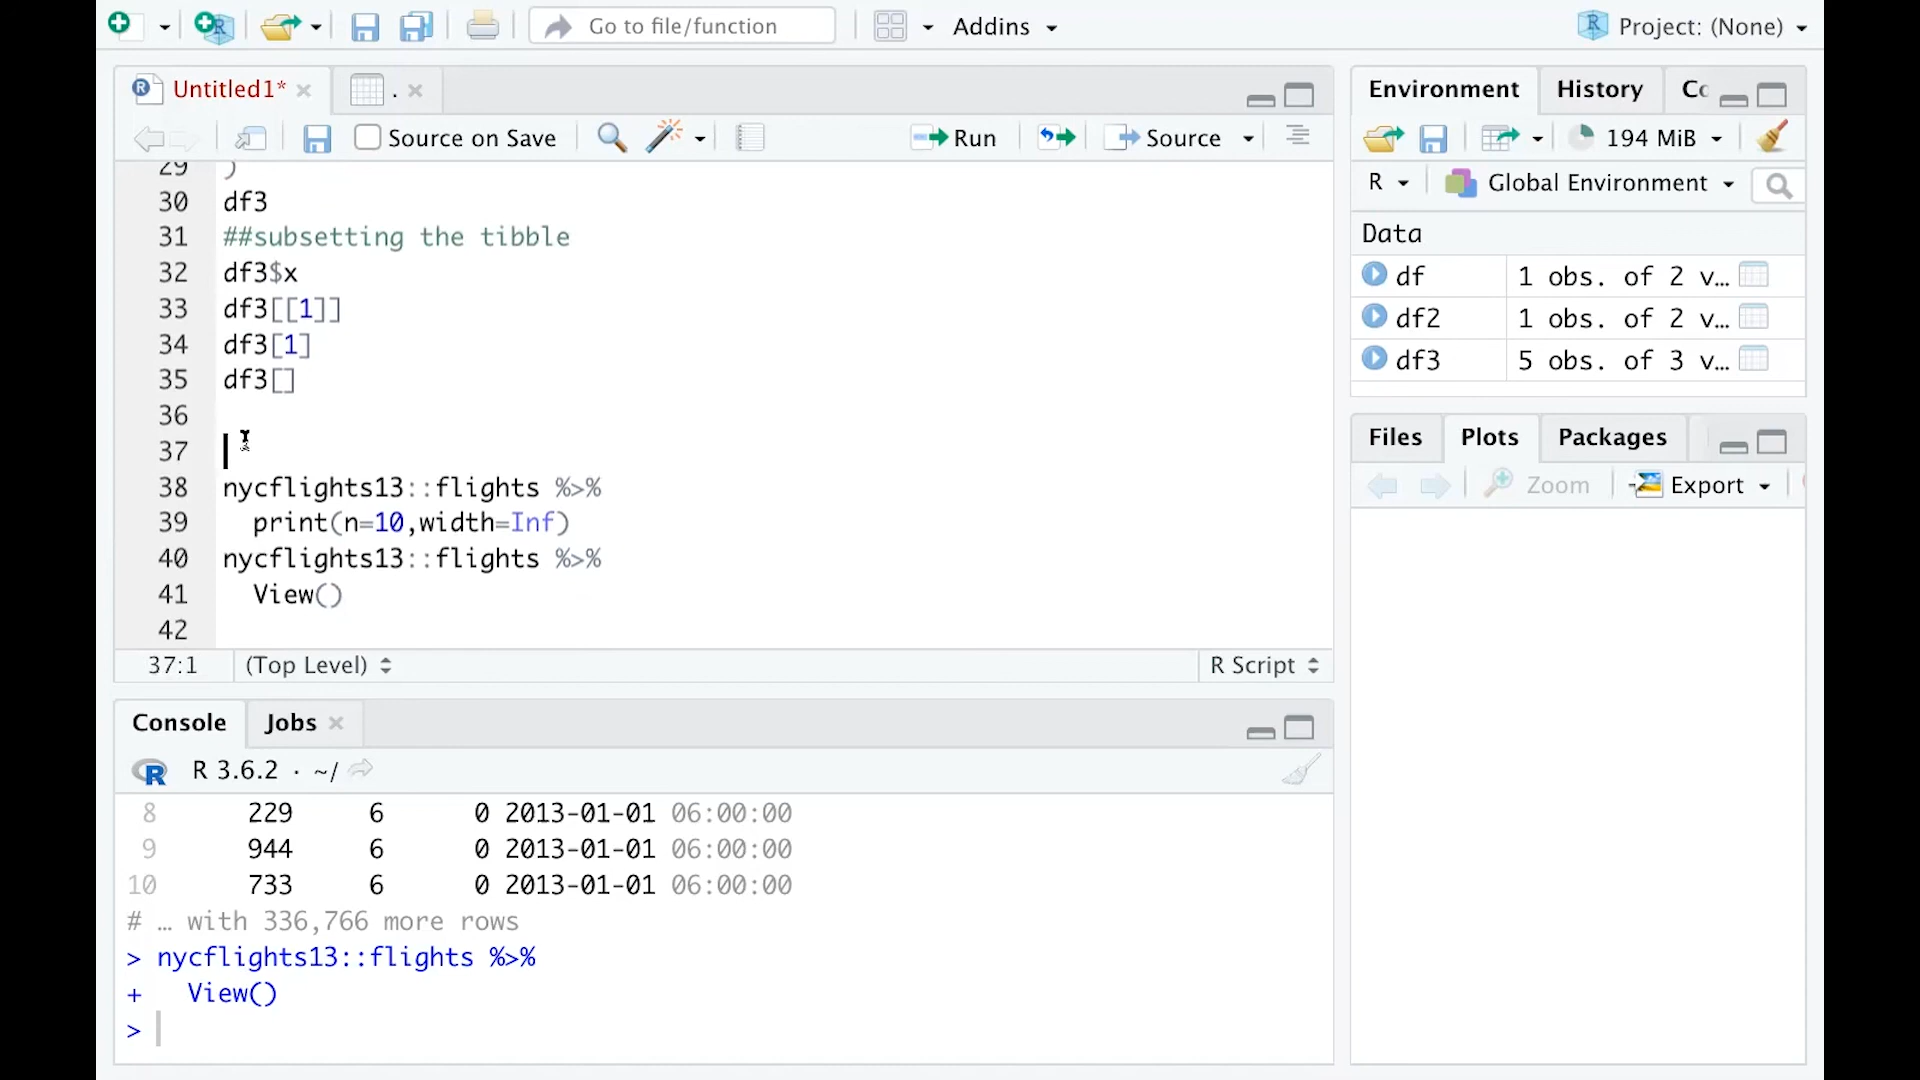 Go to file/function
Addins
Project: (None)
Untitled1*
.
Source on Save
Run
Source
29 )
30 df3
31 ##subsetting the tibble
32 df3$x
33 df3[[1]]
34 df3[1]
35 df3[]
36
37
38 nycflights13::flights %>%
39 print(n=10,width=Inf)
40 nycflights13::flights %>%
41 View()
42
37:1 (Top Level) R Script
Console Jobs
R 3.6.2 · ~/
8 229 6 0 2013-01-01 06:00:00
9 944 6 0 2013-01-01 06:00:00
10 733 6 0 2013-01-01 06:00:00
# … with 336,766 more rows
> nycflights13::flights %>%
+ View()
>
Environment History
194 MiB
R Global Environment
Data
df 1 obs. of 2 v…
df2 1 obs. of 2 v…
df3 5 obs. of 3 v…
Files Plots Packages
Zoom Export